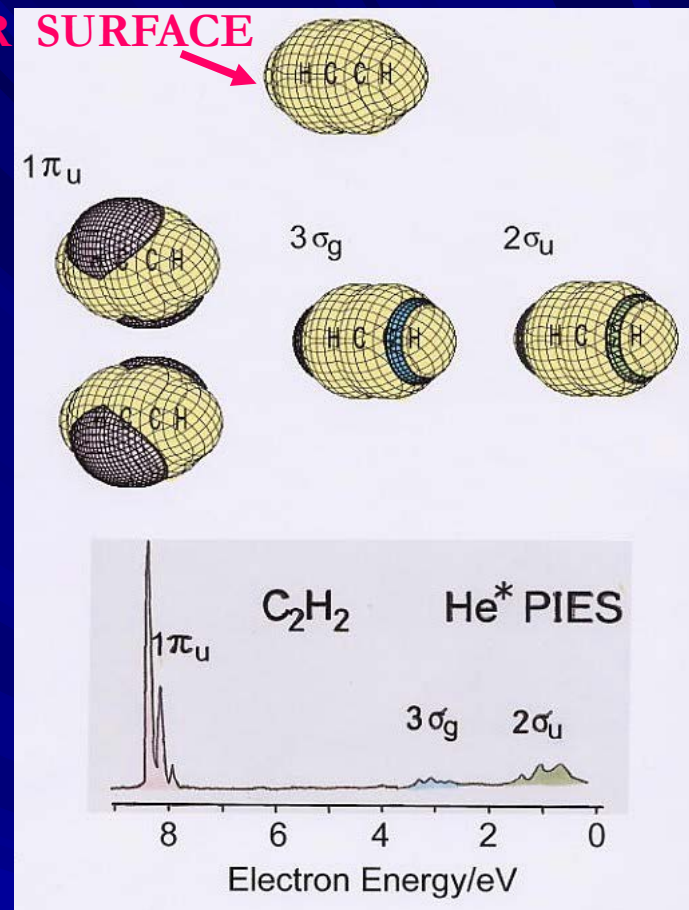 R SURFACE
H C C H
1πu
3σg
2σu
C C H
H C H
H C H
C C H
C2H2 He* PIES
1πu
3σg 2σu
8 6 4 2 0
Electron Energy/eV